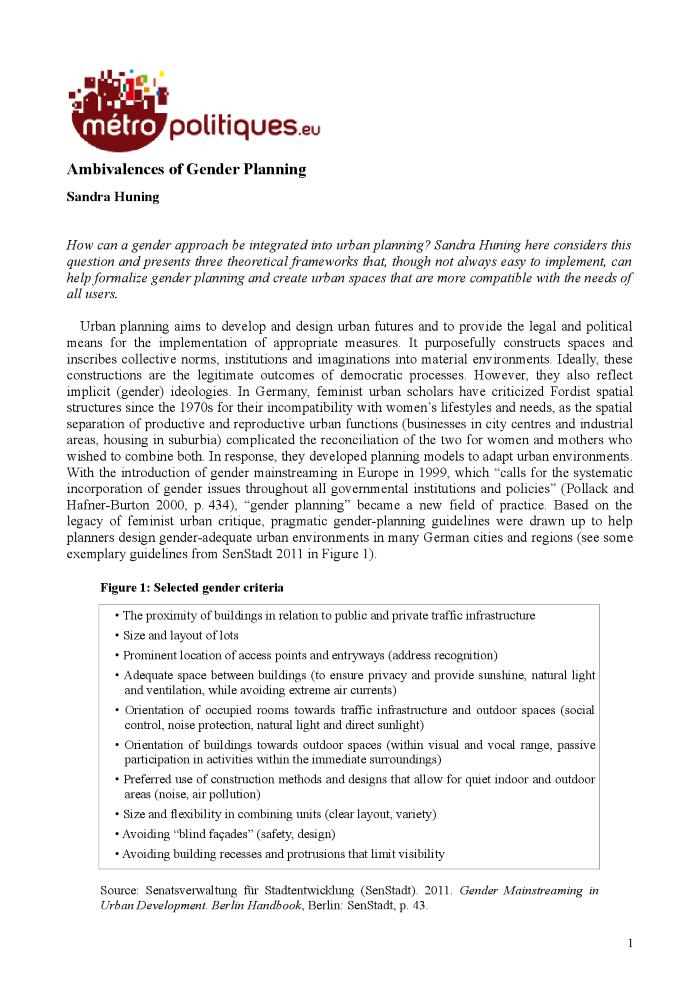 métropolitiques.eu
Ambivalences of Gender Planning
Sandra Huning
How can a gender approach be integrated into urban planning? Sandra Huning here considers this
question and presents three theoretical frameworks that, though not always easy to implement, can
help formalize gender planning and create urban spaces that are more compatible with the needs of
all users.
Urban planning aims to develop and design urban futures and to provide the legal and political
means for the implementation of appropriate measures. It purposefully constructs spaces and
inscribes collective norms, institutions and imaginations into material environments. Ideally, these
constructions are the legitimate outcomes of democratic processes. However, they also reflect
implicit (gender) ideologies. In Germany, feminist urban scholars have criticized Fordist spatial
structures since the 1970s for their incompatibility with women’s lifestyles and needs, as the spatial
separation of productive and reproductive urban functions (businesses in city centres and industrial
areas, housing in suburbia) complicated the reconciliation of the two for women and mothers who
wished to combine both. In response, they developed planning models to adapt urban environments.
With the introduction of gender mainstreaming in Europe in 1999, which “calls for the systematic
incorporation of gender issues throughout all governmental institutions and policies” (Pollack and
Hafner-Burton 2000, p. 434), “gender planning” became a new field of practice. Based on the
legacy of feminist urban critique, pragmatic gender-planning guidelines were drawn up to help
planners design gender-adequate urban environments in many German cities and regions (see some
exemplary guidelines from SenStadt 2011 in Figure 1).
Figure 1: Selected gender criteria
• The proximity of buildings in relation to public and private traffic infrastructure
• Size and layout of lots
• Prominent location of access points and entryways (address recognition)
• Adequate space between buildings (to ensure privacy and provide sunshine, natural light
and ventilation, while avoiding extreme air currents)
• Orientation of occupied rooms towards traffic infrastructure and outdoor spaces (social
control, noise protection, natural light and direct sunlight)
• Orientation of buildings towards outdoor spaces (within visual and vocal range, passive
participation in activities within the immediate surroundings)
• Preferred use of construction methods and designs that allow for quiet indoor and outdoor
areas (noise, air pollution)
• Size and flexibility in combining units (clear layout, variety)
• Avoiding “blind façades” (safety, design)
• Avoiding building recesses and protrusions that limit visibility
Source: Senatsverwaltung für Stadtentwicklung (SenStadt). 2011. Gender Mainstreaming in
Urban Development. Berlin Handbook, Berlin: SenStadt, p. 43.
1